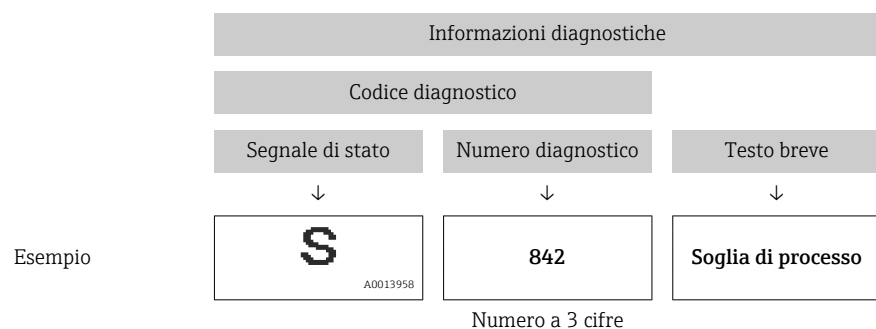 Informazioni diagnostiche
Codice diagnostico
Segnale di stato Numero diagnostico Testo breve
↓ ↓ ↓
Esempio S 842 Soglia di processo
A0013958
Numero a 3 cifre